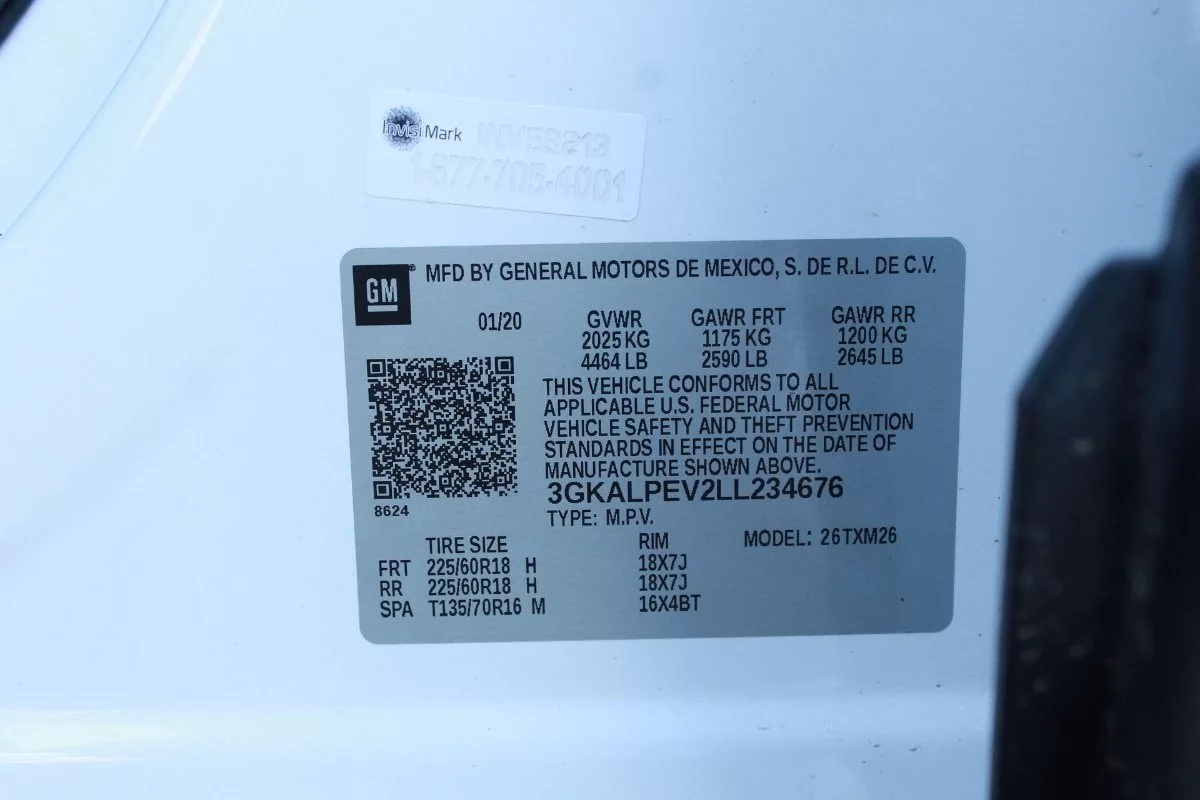 InvisiMark INV59213
1-877-705-4001
GM® MFD BY GENERAL MOTORS DE MEXICO, S. DE R.L. DE C.V.
01/20 GVWR GAWR FRT GAWR RR
2025 KG 1175 KG 1200 KG
4464 LB 2590 LB 2645 LB
THIS VEHICLE CONFORMS TO ALL
APPLICABLE U.S. FEDERAL MOTOR
VEHICLE SAFETY AND THEFT PREVENTION
STANDARDS IN EFFECT ON THE DATE OF
MANUFACTURE SHOWN ABOVE.
3GKALPEV2LL234676
8624
TYPE: M.P.V.
TIRE SIZE RIM MODEL: 26TXM26
FRT 225/60R18 H 18X7J
RR 225/60R18 H 18X7J
SPA T135/70R16 M 16X4BT